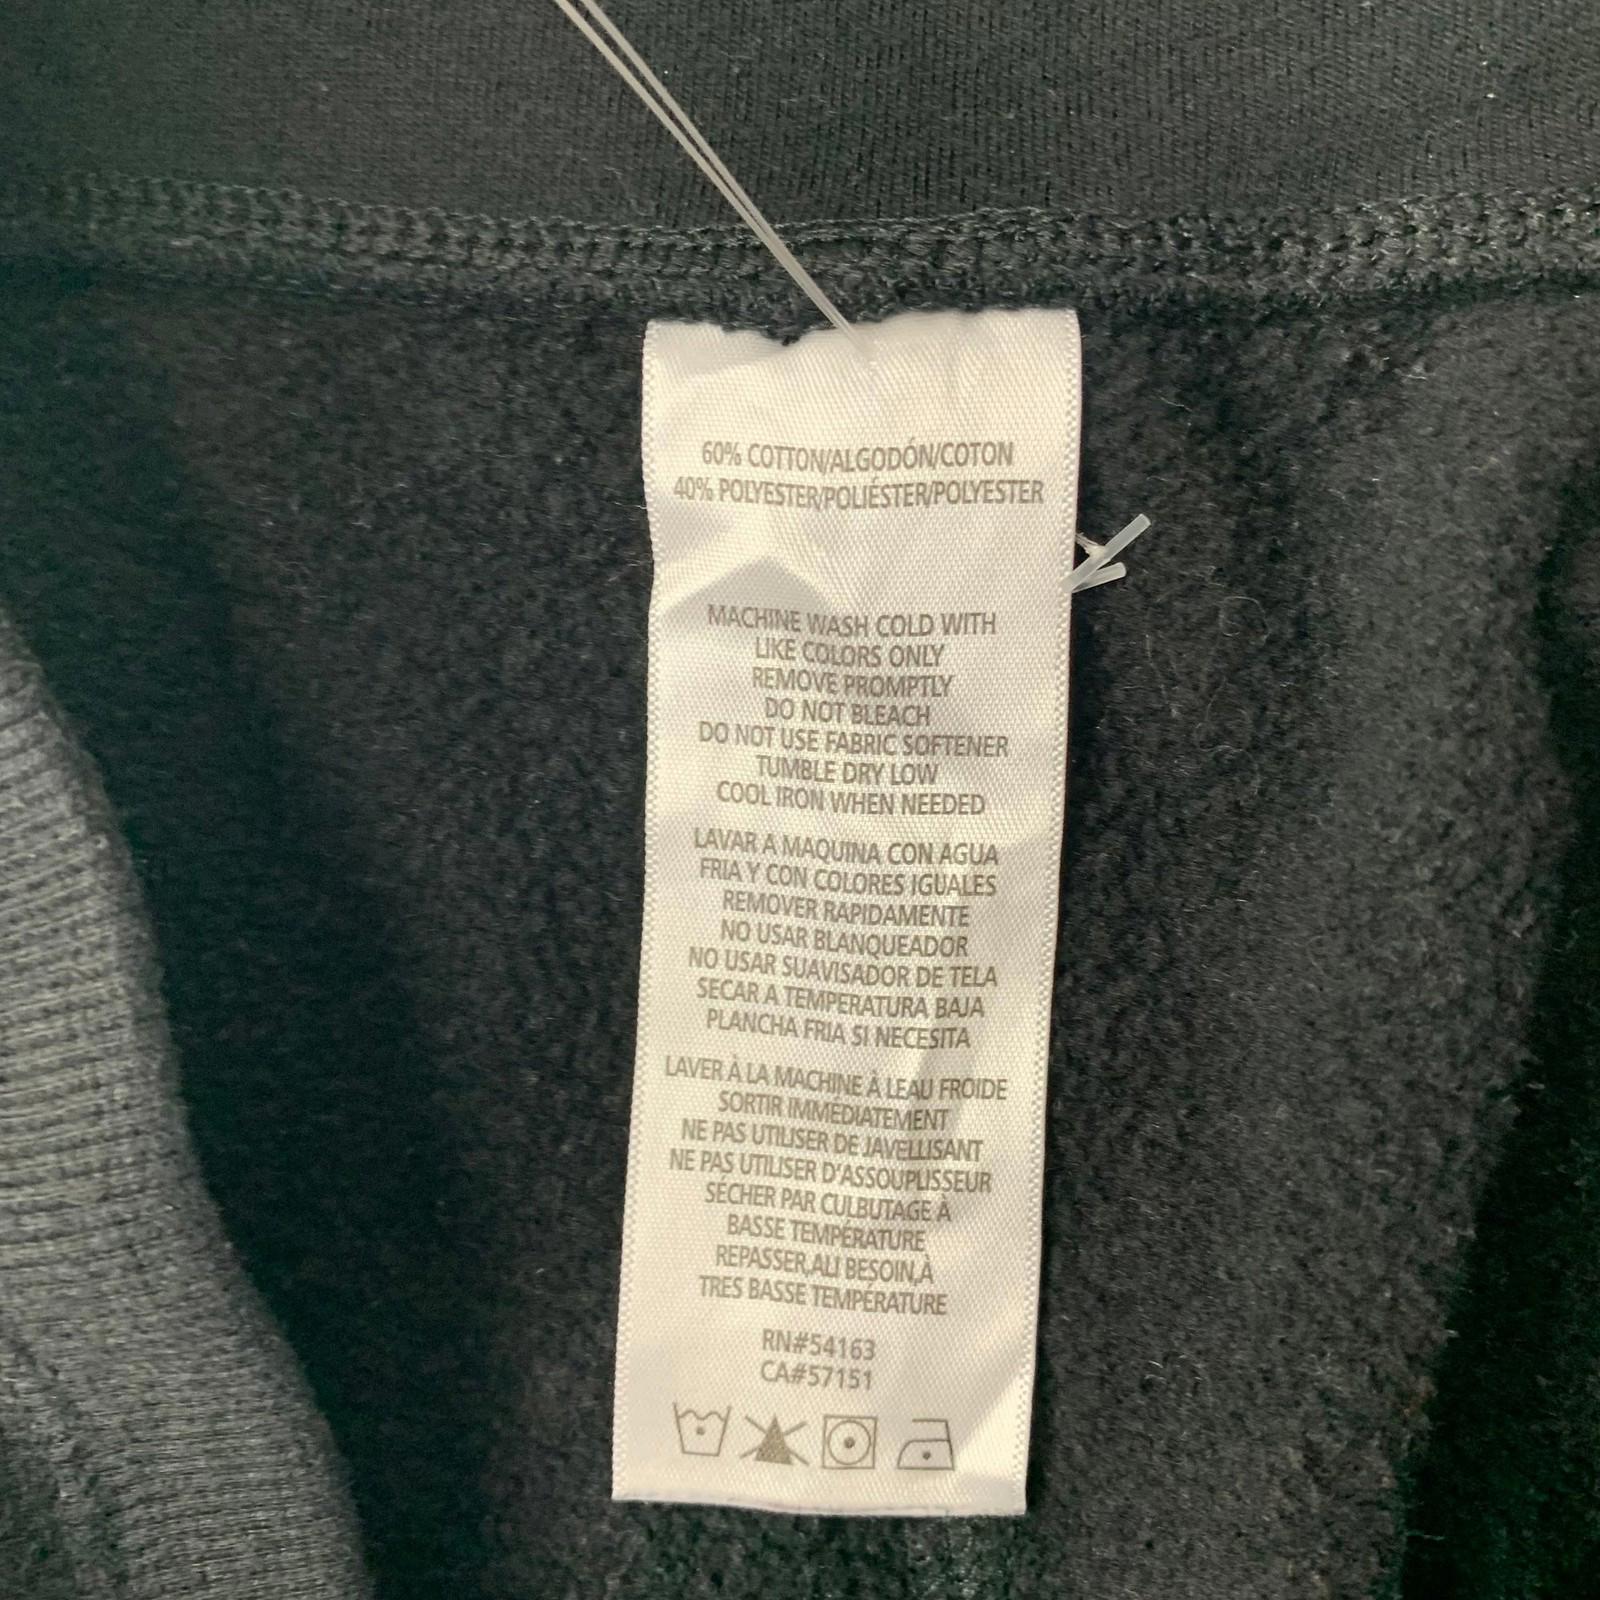 60% COTTON/ALGODÓN/COTON
40% POLYESTER/POLIÉSTER/POLYESTER
MACHINE WASH COLD WITH
LIKE COLORS ONLY
REMOVE PROMPTLY
DO NOT BLEACH
DO NOT USE FABRIC SOFTENER
TUMBLE DRY LOW
COOL IRON WHEN NEEDED
LAVAR A MAQUINA CON AGUA
FRIA Y CON COLORES IGUALES
REMOVER RAPIDAMENTE
NO USAR BLANQUEADOR
NO USAR SUAVISADOR DE TELA
SECAR A TEMPERATURA BAJA
PLANCHA FRIA SI NECESITA
LAVER À LA MACHINE À LEAU FROIDE
SORTIR IMMEDIATEMENT
NE PAS UTILISER DE JAVELLISANT
NE PAS UTILISER D'ASSOUPLISSEUR
SÉCHER PAR CULBUTAGE À
BASSE TEMPÉRATURE
REPASSER,ALI BESOIN,À
TRES BASSE TEMPÉRATURE
RN#54163
CA#57151